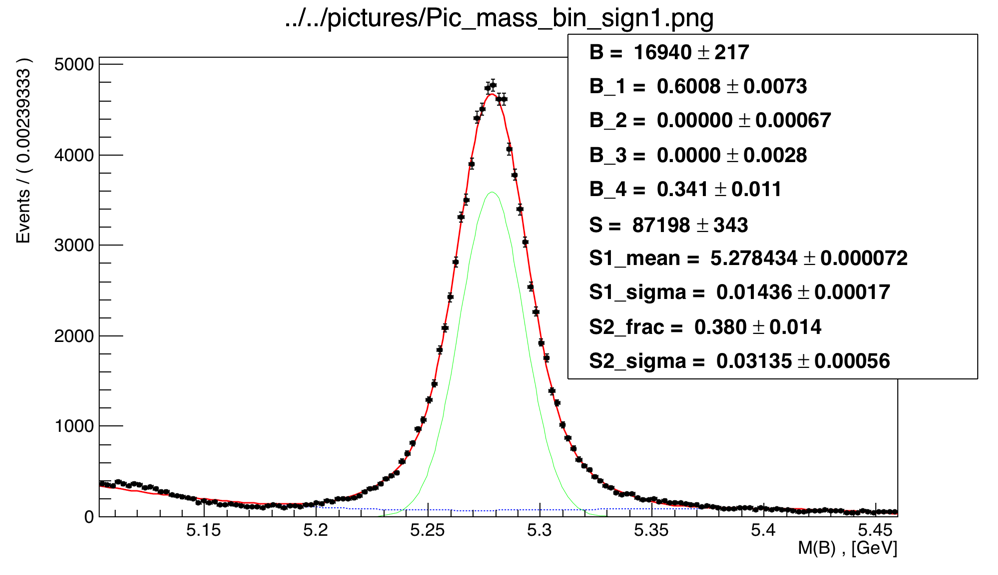 ../../pictures/Pic_mass_bin_sign1.png
B = 16940 ± 217
B_1 = 0.6008 ± 0.0073
B_2 = 0.00000 ± 0.00067
B_3 = 0.0000 ± 0.0028
B_4 = 0.341 ± 0.011
S = 87198 ± 343
S1_mean = 5.278434 ± 0.000072
S1_sigma = 0.01436 ± 0.00017
S2_frac = 0.380 ± 0.014
S2_sigma = 0.03135 ± 0.00056
Events / ( 0.00239333 )
5000
4000
3000
2000
1000
0
5.15 5.2 5.25 5.3 5.35 5.4 5.45
M(B) , [GeV]